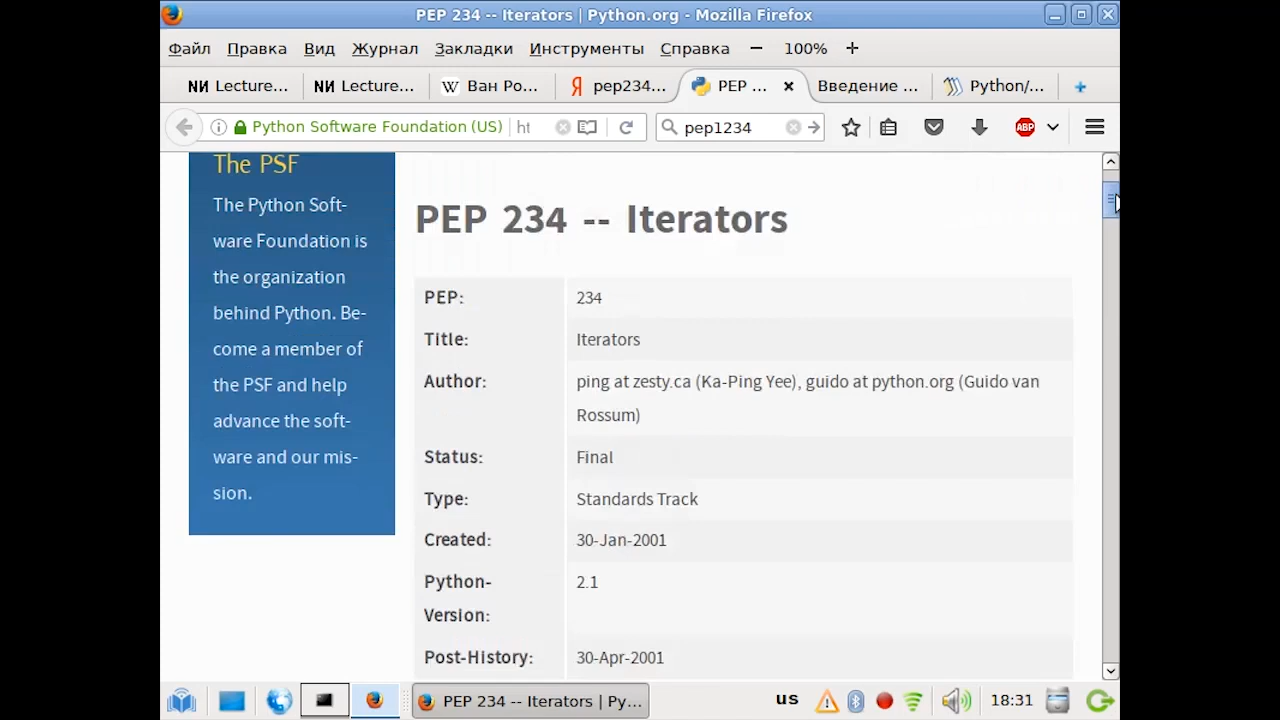 PEP 234 -- Iterators | Python.org - Mozilla Firefox
Файл Правка Вид Журнал Закладки Инструменты Справка − 100% +
Lecture... Lecture... Ван Ро... pep234... PEP ... Введение ... Python/...
Python Software Foundation (US) ht pep1234 ABP
The PSF
The Python Soft-
ware Foundation is
the organization
behind Python. Be-
come a member of
the PSF and help
advance the soft-
ware and our mis-
sion.
PEP 234 -- Iterators
PEP: 234
Title: Iterators
Author: ping at zesty.ca (Ka-Ping Yee), guido at python.org (Guido van
Rossum)
Status: Final
Type: Standards Track
Created: 30-Jan-2001
Python- 2.1
Version:
Post-History: 30-Apr-2001
PEP 234 -- Iterators | Py... us 18:31